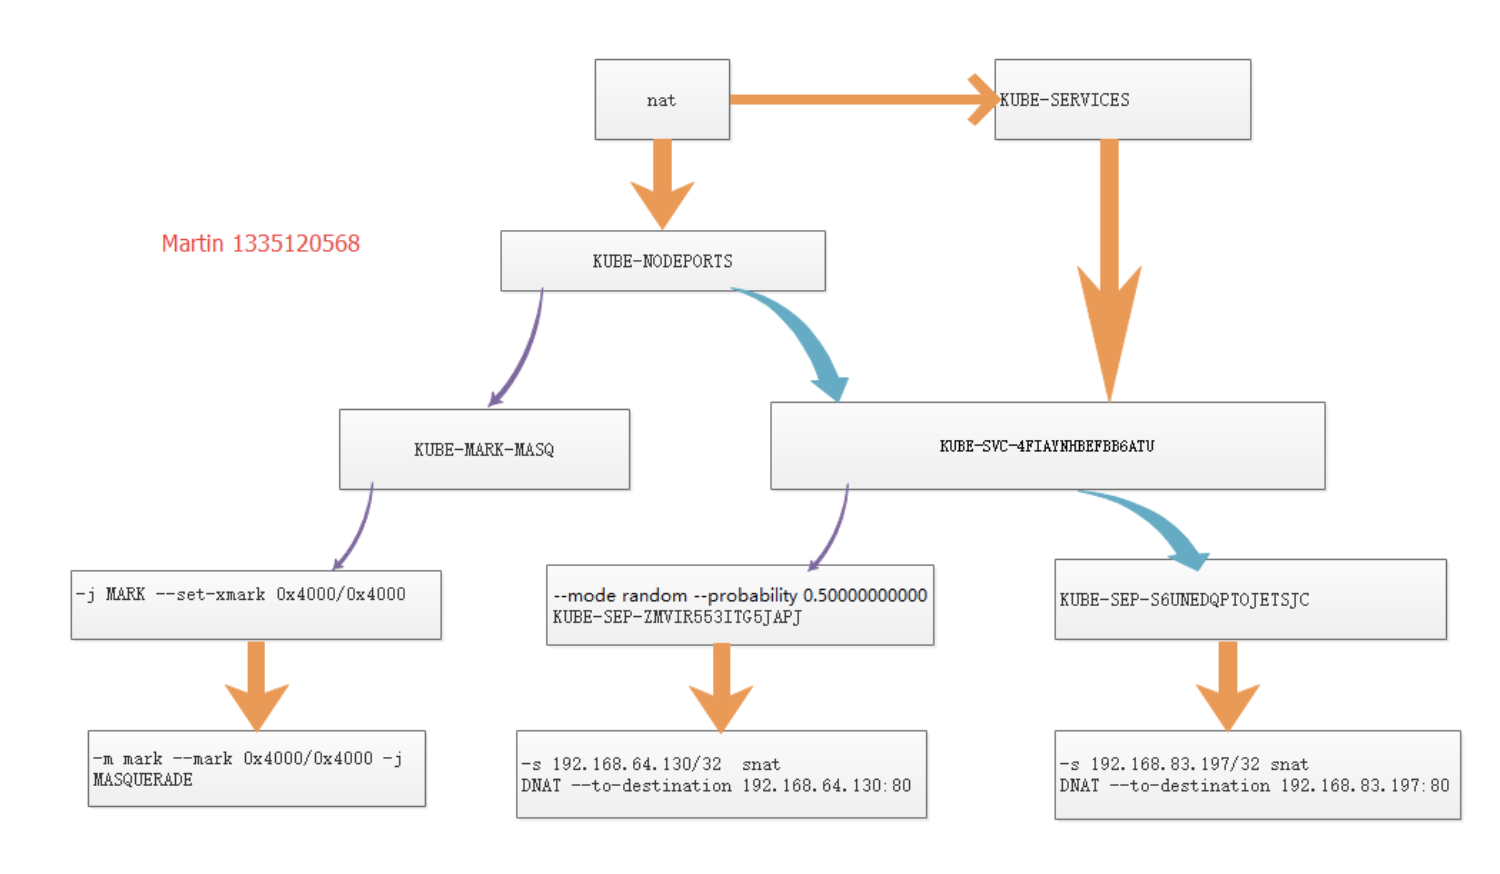 nat
KUBE-SERVICES
Martin 1335120568
KUBE-NODEPORTS
KUBE-MARK-MASQ
KUBE-SVC-4FIAYNHBEFBB6ATU
-j MARK --set-xmark 0x4000/0x4000
--mode random --probability 0.50000000000
KUBE-SEP-ZMVIR553ITG5JAPJ
KUBE-SEP-S6UNEDQPTOJETSJC
-m mark --mark 0x4000/0x4000 -j
MASQUERADE
-s 192.168.64.130/32 snat
DNAT --to-destination 192.168.64.130:80
-s 192.168.83.197/32 snat
DNAT --to-destination 192.168.83.197:80